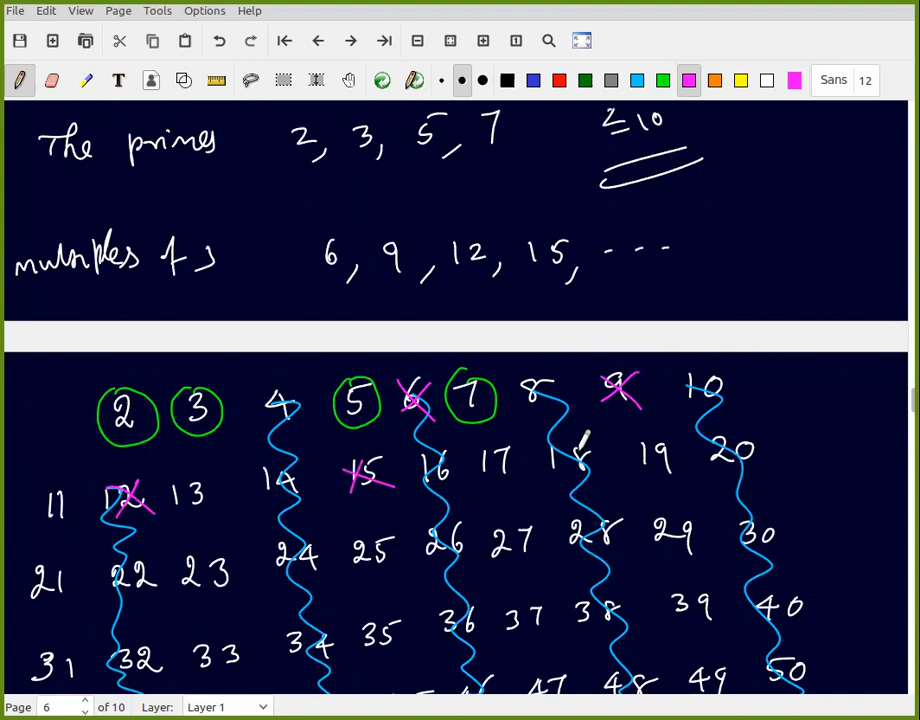 File Edit View Page Tools Options Help
Sans 12
The primes 2, 3, 5, 7 ≤10
multiples of 3 6, 9, 12, 15, ---
2 3 4 5 6 7 8 9 10
11 12 13 14 15 16 17 18 19 20
21 22 23 24 25 26 27 28 29 30
31 32 33 34 35 36 37 38 39 40
47 48 49 50
Page 6 of 10 Layer: Layer 1